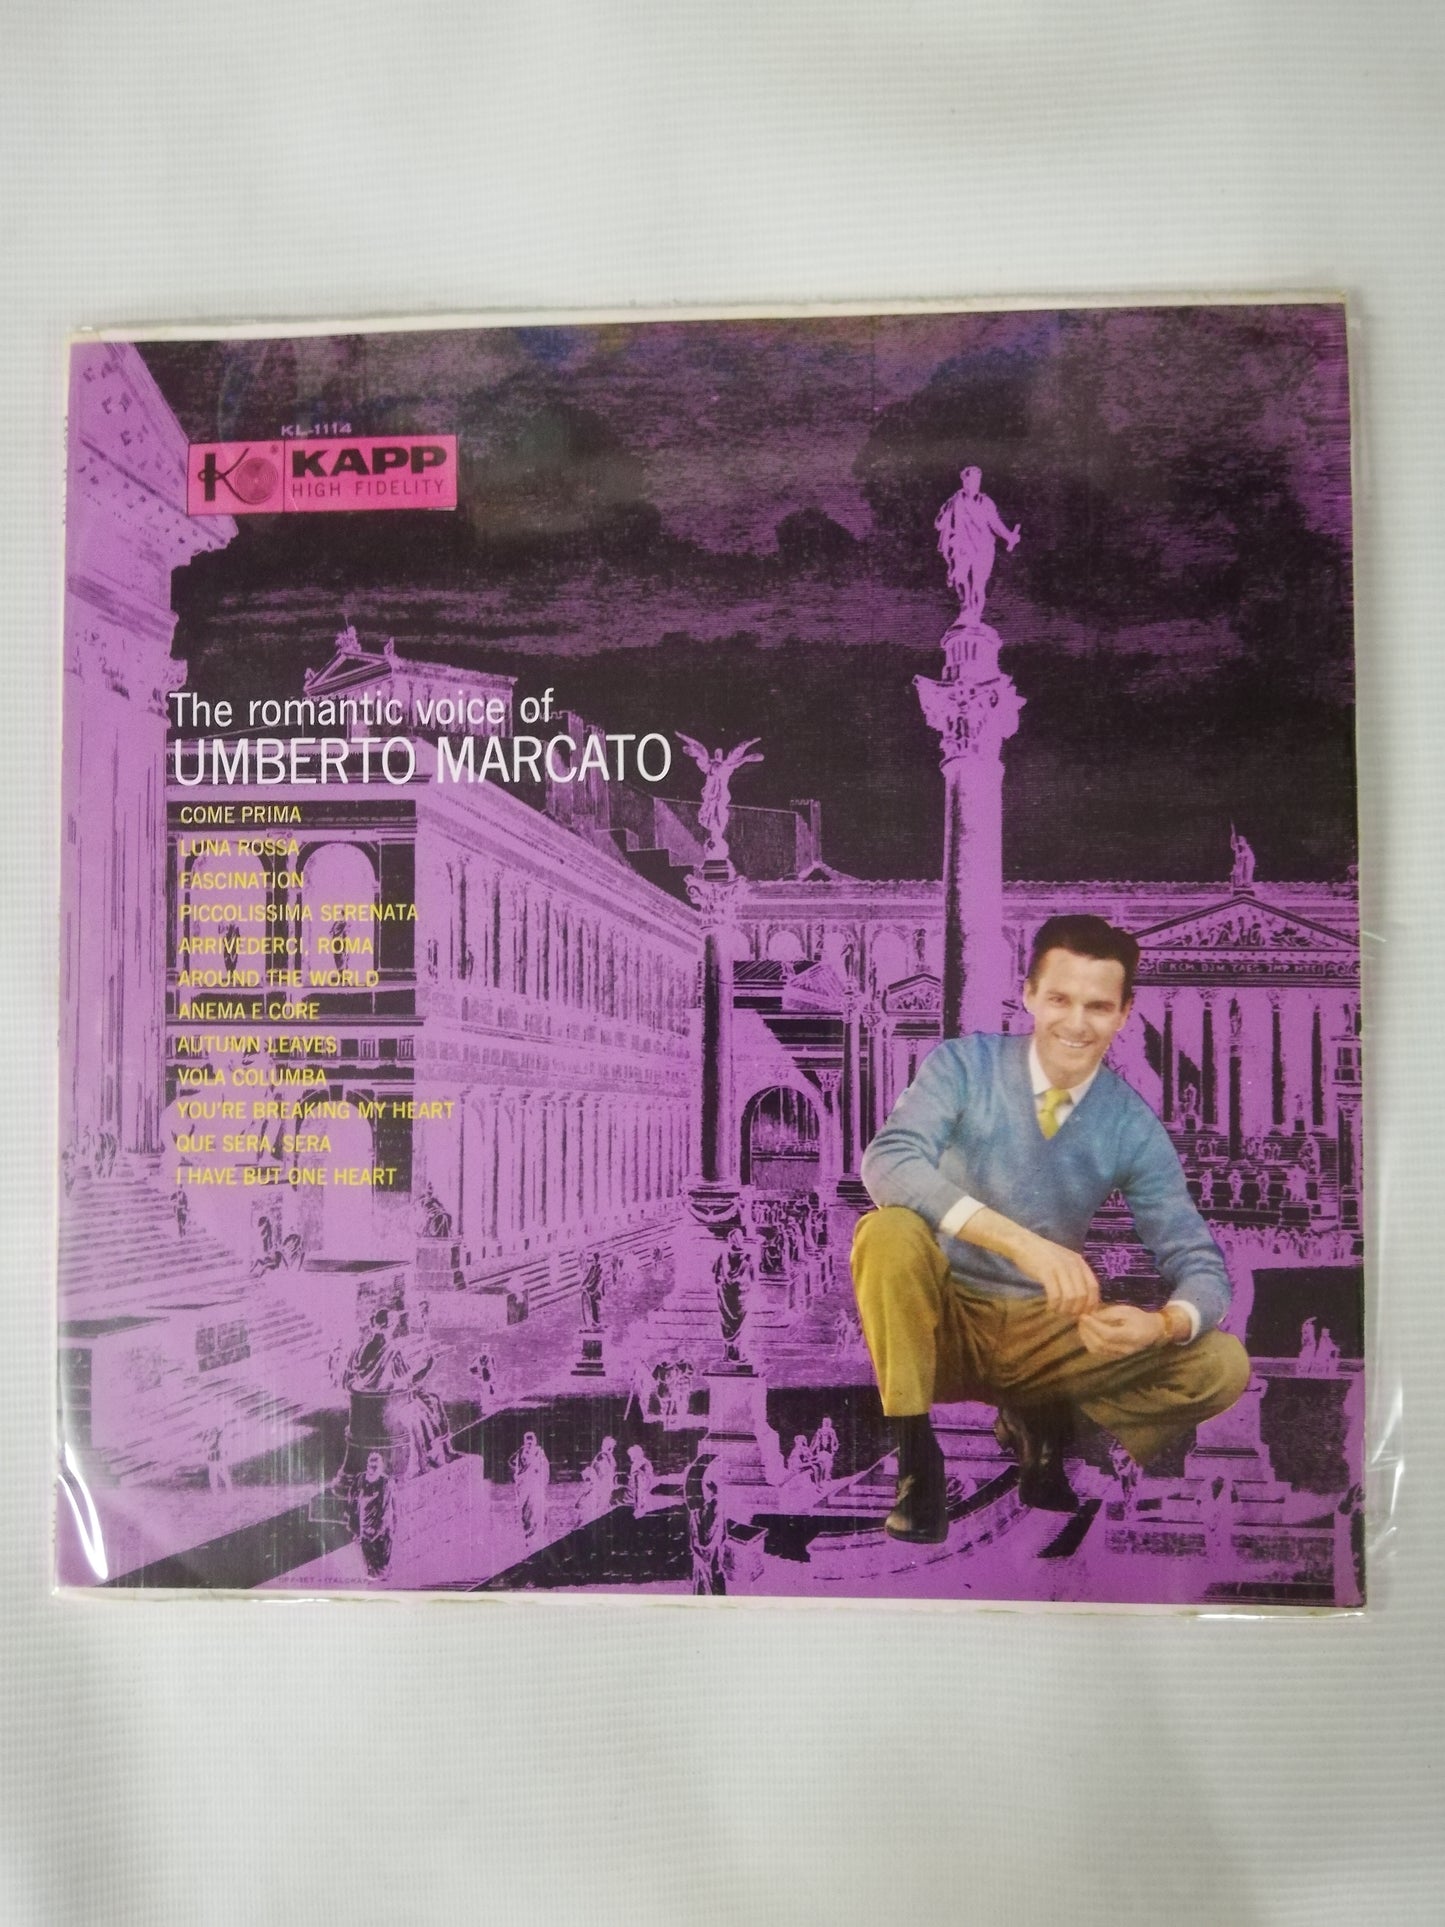 KL-1114
KAPP
HIGH FIDELITY
The romantic voice of
UMBERTO MARCATO
COME PRIMA
LUNA ROSSA
FASCINATION
PICCOLISSIMA SERENATA
ARRIVEDERCI, ROMA
AROUND THE WORLD
ANEMA E CORE
AUTUMN LEAVES
VOLA COLUMBA
YOU'RE BREAKING MY HEART
QUE SERA, SERA
I HAVE BUT ONE HEART